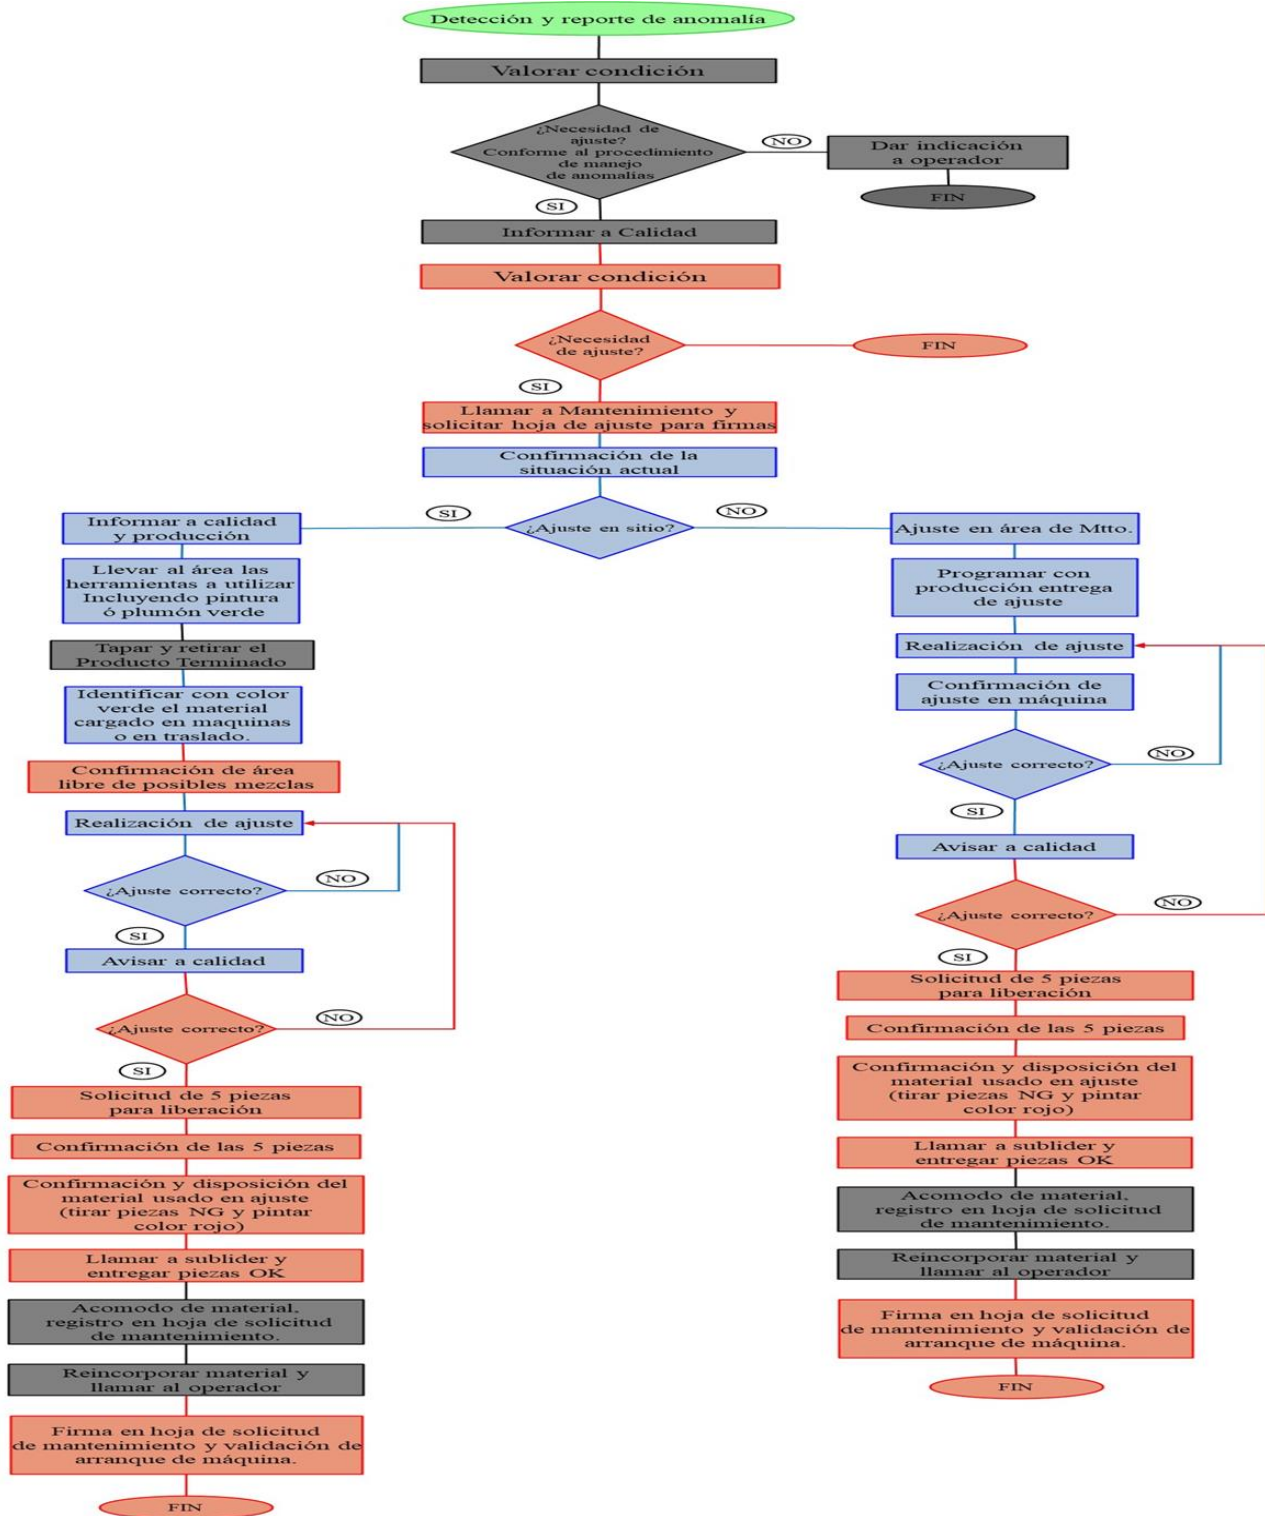 Detección y reporte de anomalía
Valorar condición
¿Necesidad de
ajuste?
Conforme al procedimiento
de manejo
de anomalías
NO
Dar indicación
a operador
FIN
SI
Informar a Calidad
Valorar condición
¿Necesidad
de ajuste?
FIN
SI
Llamar a Mantenimiento y
solicitar hoja de ajuste para firmas
Confirmación de la
situación actual
¿Ajuste en sitio?
SI
Informar a calidad
y producción
Llevar al área las
herramientas a utilizar
Incluyendo pintura
ó plumón verde
Tapar y retirar el
Producto Terminado
Identificar con color
verde el material
cargado en maquinas
o en traslado.
Confirmación de área
libre de posibles mezclas
Realización de ajuste
¿Ajuste correcto?
NO
SI
Avisar a calidad
¿Ajuste correcto?
NO
SI
Solicitud de 5 piezas
para liberación
Confirmación de las 5 piezas
Confirmación y disposición del
material usado en ajuste
(tirar piezas NG y pintar
color rojo)
Llamar a sublider y
entregar piezas OK
Acomodo de material,
registro en hoja de solicitud
de mantenimiento.
Reincorporar material y
llamar al operador
Firma en hoja de solicitud
de mantenimiento y validación de
arranque de máquina.
FIN
NO
Ajuste en área de Mtto.
Programar con
producción entrega
de ajuste
Realización de ajuste
Confirmación de
ajuste en máquina
¿Ajuste correcto?
NO
SI
Avisar a calidad
¿Ajuste correcto?
NO
SI
Solicitud de 5 piezas
para liberación
Confirmación de las 5 piezas
Confirmación y disposición del
material usado en ajuste
(tirar piezas NG y pintar
color rojo)
Llamar a sublider y
entregar piezas OK
Acomodo de material,
registro en hoja de solicitud
de mantenimiento.
Reincorporar material y
llamar al operador
Firma en hoja de solicitud
de mantenimiento y validación de
arranque de máquina.
FIN